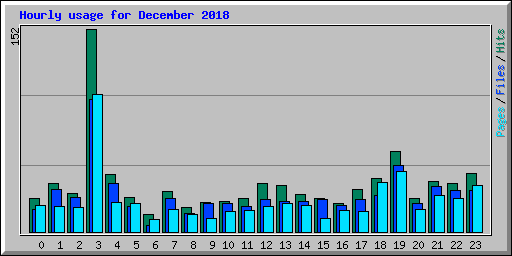 Hourly usage for December 2018
152
Pages/Files/Hits
0 1 2 3 4 5 6 7 8 9 10 11 12 13 14 15 16 17 18 19 20 21 22 23